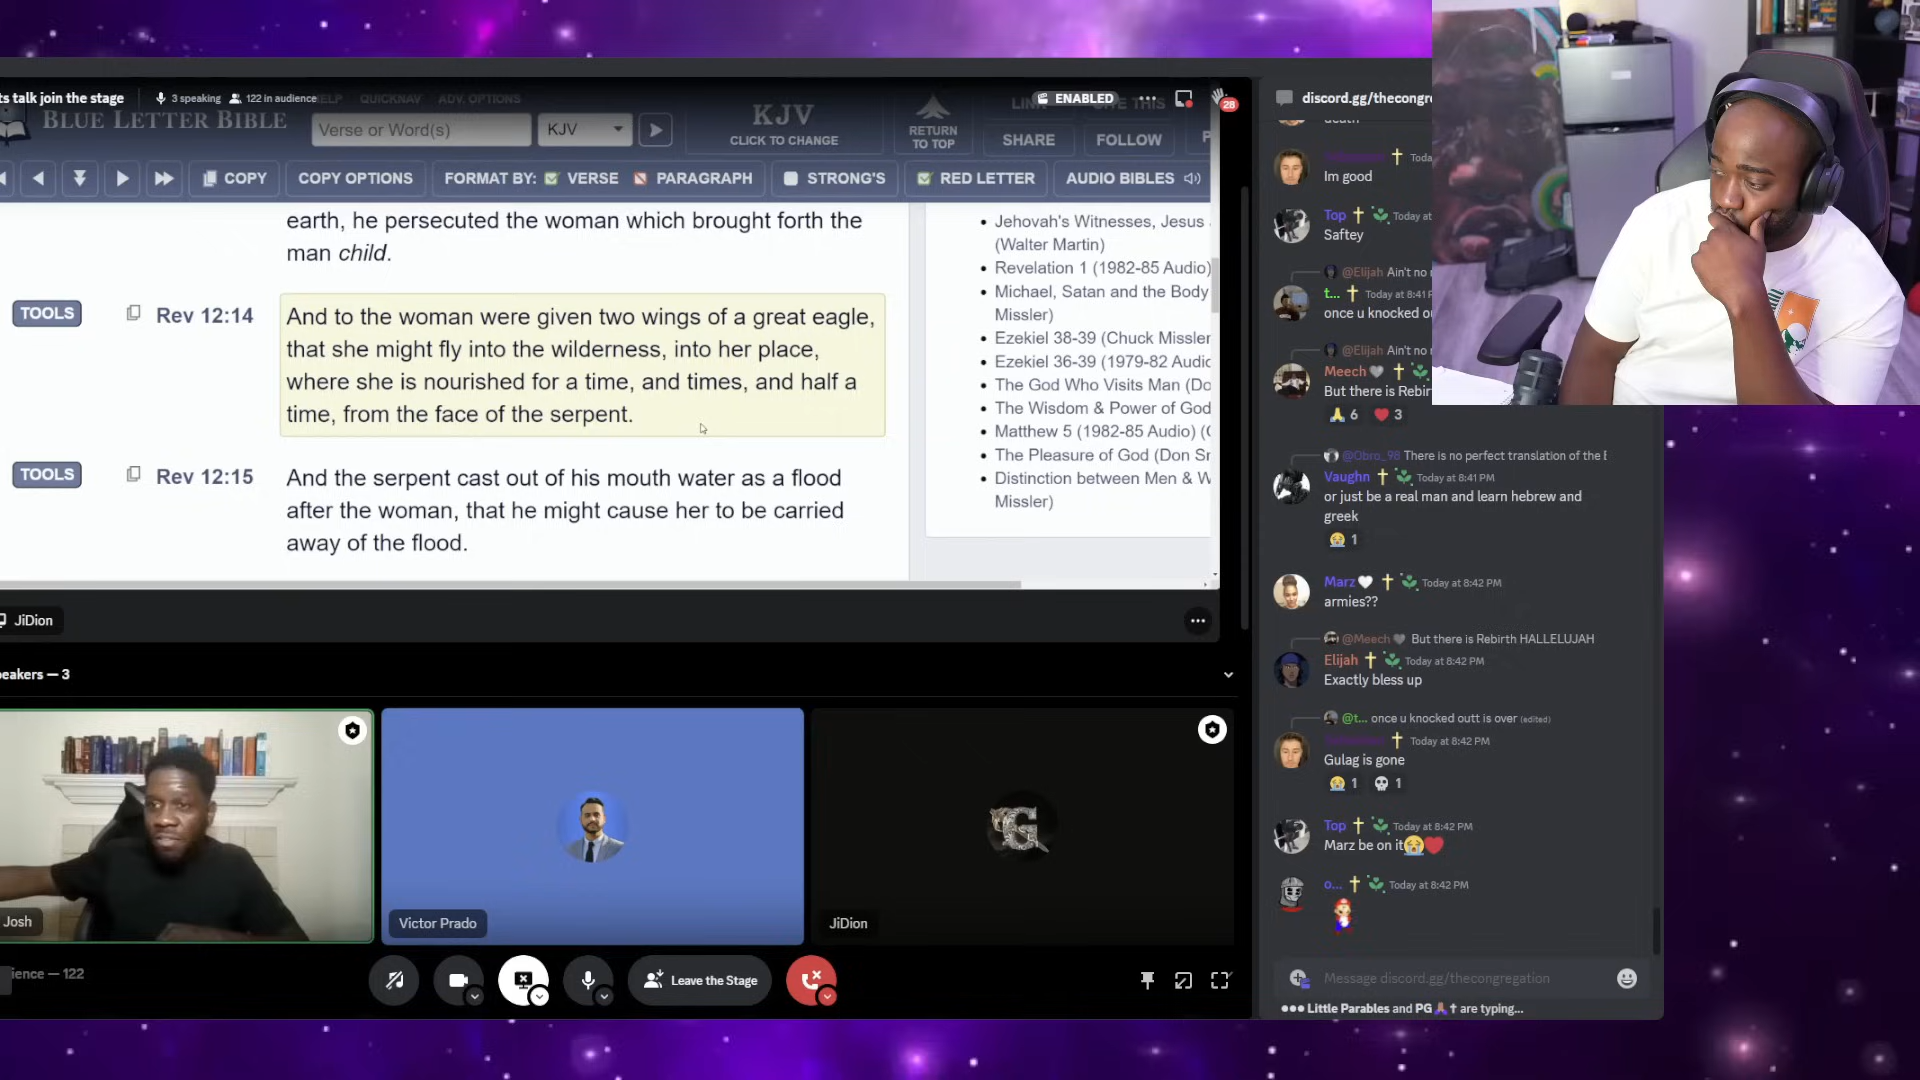 ts talk join the stage
3 speaking
122 in audience
ENABLED
28
BLUE LETTER BIBLE
QUICKNAV
ADV. OPTIONS
Verse or Word(s)
KJV
KJV
CLICK TO CHANGE
RETURN
TO TOP
SHARE
FOLLOW
COPY
COPY OPTIONS
FORMAT BY:
VERSE
PARAGRAPH
STRONG'S
RED LETTER
AUDIO BIBLES
earth, he persecuted the woman which brought forth the
man child.
TOOLS
Rev 12:14
And to the woman were given two wings of a great eagle,
that she might fly into the wilderness, into her place,
where she is nourished for a time, and times, and half a
time, from the face of the serpent.
TOOLS
Rev 12:15
And the serpent cast out of his mouth water as a flood
after the woman, that he might cause her to be carried
away of the flood.
Jehovah's Witnesses, Jesus
(Walter Martin)
Revelation 1 (1982-85 Audio)
Michael, Satan and the Body
Missler)
Ezekiel 38-39 (Chuck Missler
Ezekiel 36-39 (1979-82 Audio
The God Who Visits Man (Do
The Wisdom & Power of God
Matthew 5 (1982-85 Audio) (
The Pleasure of God (Don
Distinction between Men & W
Missler)
JiDion
peakers — 3
Josh
Victor Prado
JiDion
ience — 122
Leave the Stage
discord.gg/thecongre
death
Toda
Im good
Top
Today at
Saftey
@Elijah Ain't no
t... Today at 8:41
once u knocked
@Elijah Ain't no
Meech
But there is Rebir
6
3
@Obro_98 There is no perfect translation of the
Vaughn Today at 8:41 PM
or just be a real man and learn hebrew and
greek
1
Marz Today at 8:42 PM
armies??
@Meech But there is Rebirth HALLELUJAH
Elijah Today at 8:42 PM
Exactly bless up
@t... once u knocked outt is over (edited)
Today at 8:42 PM
Gulag is gone
1
1
Top Today at 8:42 PM
Marz be on it
o... Today at 8:42 PM
Message discord.gg/thecongregation
Little Parables and PG are typing...